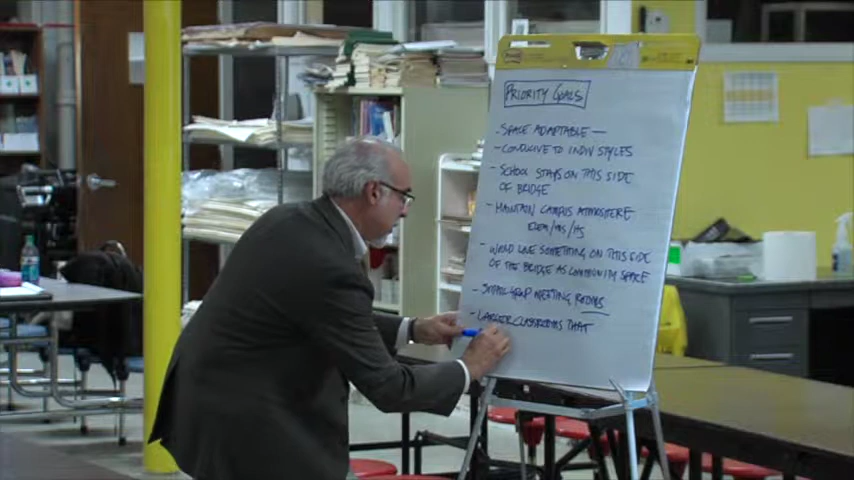 PRIORITY GOALS
- SPACE ADAPTABLE —
- CONDUCIVE TO INDIV STYLES
- SCHOOL STAYS ON THIS SIDE
OF BRIDGE
- MAINTAIN CAMPUS ATMOSTERE
/MS/HS
- WOULD LIKE SOMETHING ON THIS SIDE
OF THE BRIDGE AS COMMUNITY SPACE
- SMALL GROUP MEETING ROOMS
- LARGER CLASSROOMS THAT